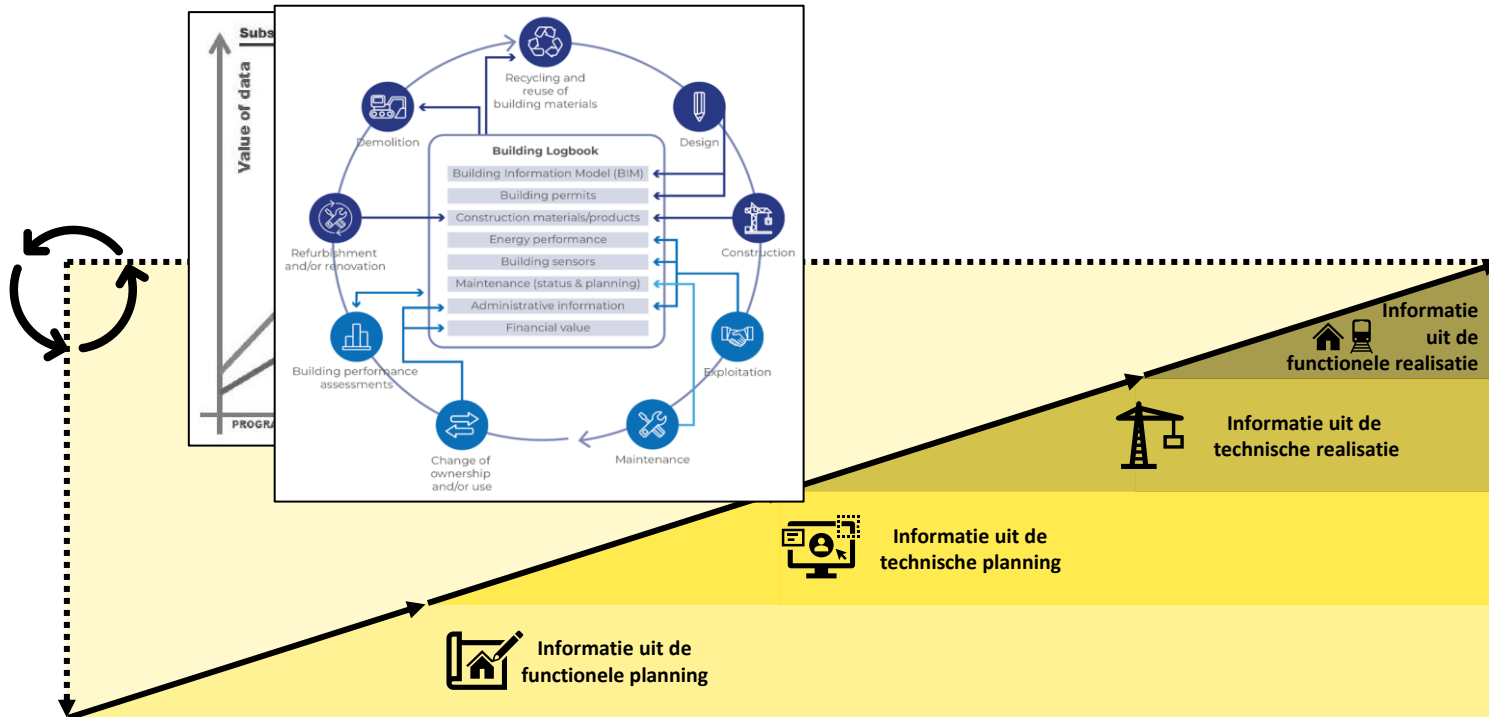 Subs
Value of data
PROGRA
Recycling and
reuse of
building materials
Demolition
Design
Building Logbook
Building Information Model (BIM)
Building permits
Construction materials/products
Energy performance
Building sensors
Maintenance (status & planning)
Administrative information
Financial value
Refurbishment
and/or renovation
Construction
Building performance
assessments
Exploitation
Change of
ownership
and/or use
Maintenance
Informatie
uit de
functionele realisatie
Informatie uit de
technische realisatie
Informatie uit de
technische planning
Informatie uit de
functionele planning